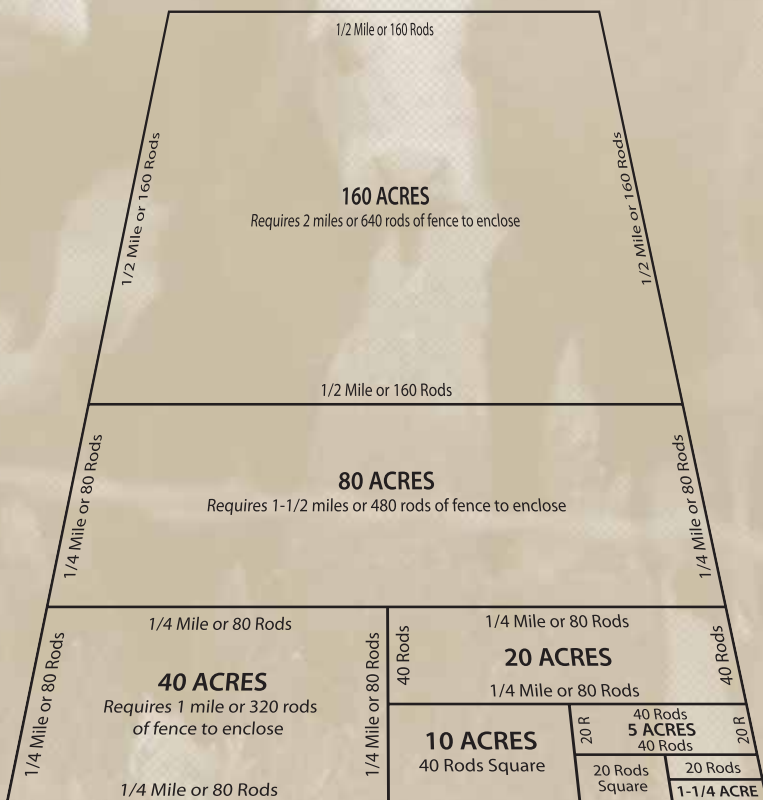 1/2 Mile or 160 Rods
1/2 Mile or 160 Rods
1/2 Mile or 160 Rods
160 ACRES
Requires 2 miles or 640 rods of fence to enclose
1/2 Mile or 160 Rods
1/4 Mile or 80 Rods
1/4 Mile or 80 Rods
80 ACRES
Requires 1-1/2 miles or 480 rods of fence to enclose
1/4 Mile or 80 Rods
1/4 Mile or 80 Rods
1/4 Mile or 80 Rods
40 ACRES
Requires 1 mile or 320 rods
of fence to enclose
1/4 Mile or 80 Rods
1/4 Mile or 80 Rods
40 Rods
40 Rods
20 ACRES
1/4 Mile or 80 Rods
10 ACRES
40 Rods Square
20 R
40 Rods
5 ACRES
40 Rods
20 R
20 Rods
Square
20 Rods
1-1/4 ACRE